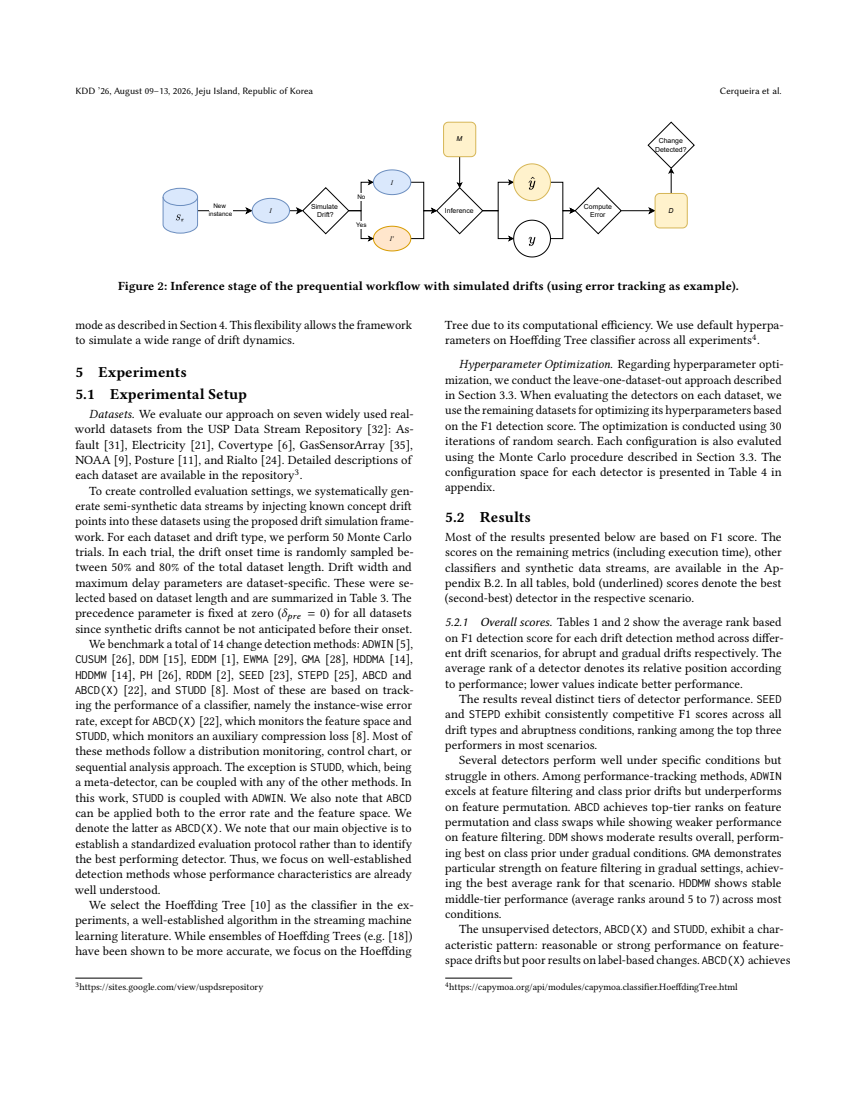 KDD '26, August 09–13, 2026, Jeju Island, Republic of Korea
Cerqueira et al.
M
Change
Detected?
New
instance
Sτ
I
Simulate
Drift?
No
I
Yes
I'
Inference
ŷ
y
Compute
Error
D
Figure 2: Inference stage of the prequential workflow with simulated drifts (using error tracking as example).
mode as described in Section 4. This flexibility allows the framework
to simulate a wide range of drift dynamics.
5 Experiments
5.1 Experimental Setup
Datasets. We evaluate our approach on seven widely used real-
world datasets from the USP Data Stream Repository [32]: As-
fault [31], Electricity [21], Covertype [6], GasSensorArray [35],
NOAA [9], Posture [11], and Rialto [24]. Detailed descriptions of
each dataset are available in the repository³.
To create controlled evaluation settings, we systematically gen-
erate semi-synthetic data streams by injecting known concept drift
points into these datasets using the proposed drift simulation frame-
work. For each dataset and drift type, we perform 50 Monte Carlo
trials. In each trial, the drift onset time is randomly sampled be-
tween 50% and 80% of the total dataset length. Drift width and
maximum delay parameters are dataset-specific. These were se-
lected based on dataset length and are summarized in Table 3. The
precedence parameter is fixed at zero (δpre = 0) for all datasets
since synthetic drifts cannot be not anticipated before their onset.
We benchmark a total of 14 change detection methods: ADWIN [5],
CUSUM [26], DDM [15], EDDM [1], EWMA [29], GMA [28], HDDMA [14],
HDDMW [14], PH [26], RDDM [2], SEED [23], STEPD [25], ABCD and
ABCD(X) [22], and STUDD [8]. Most of these are based on track-
ing the performance of a classifier, namely the instance-wise error
rate, except for ABCD(X) [22], which monitors the feature space and
STUDD, which monitors an auxiliary compression loss [8]. Most of
these methods follow a distribution monitoring, control chart, or
sequential analysis approach. The exception is STUDD, which, being
a meta-detector, can be coupled with any of the other methods. In
this work, STUDD is coupled with ADWIN. We also note that ABCD
can be applied both to the error rate and the feature space. We
denote the latter as ABCD(X). We note that our main objective is to
establish a standardized evaluation protocol rather than to identify
the best performing detector. Thus, we focus on well-established
detection methods whose performance characteristics are already
well understood.
We select the Hoeffding Tree [10] as the classifier in the ex-
periments, a well-established algorithm in the streaming machine
learning literature. While ensembles of Hoeffding Trees (e.g. [18])
have been shown to be more accurate, we focus on the Hoeffding
³https://sites.google.com/view/uspdsrepository
Tree due to its computational efficiency. We use default hyperpa-
rameters on Hoeffding Tree classifier across all experiments⁴.
Hyperparameter Optimization. Regarding hyperparameter opti-
mization, we conduct the leave-one-dataset-out approach described
in Section 3.3. When evaluating the detectors on each dataset, we
use the remaining datasets for optimizing its hyperparameters based
on the F1 detection score. The optimization is conducted using 30
iterations of random search. Each configuration is also evaluted
using the Monte Carlo procedure described in Section 3.3. The
configuration space for each detector is presented in Table 4 in
appendix.
5.2 Results
Most of the results presented below are based on F1 score. The
scores on the remaining metrics (including execution time), other
classifiers and synthetic data streams, are available in the Ap-
pendix B.2. In all tables, bold (underlined) scores denote the best
(second-best) detector in the respective scenario.
5.2.1 Overall scores. Tables 1 and 2 show the average rank based
on F1 detection score for each drift detection method across differ-
ent drift scenarios, for abrupt and gradual drifts respectively. The
average rank of a detector denotes its relative position according
to performance; lower values indicate better performance.
The results reveal distinct tiers of detector performance. SEED
and STEPD exhibit consistently competitive F1 scores across all
drift types and abruptness conditions, ranking among the top three
performers in most scenarios.
Several detectors perform well under specific conditions but
struggle in others. Among performance-tracking methods, ADWIN
excels at feature filtering and class prior drifts but underperforms
on feature permutation. ABCD achieves top-tier ranks on feature
permutation and class swaps while showing weaker performance
on feature filtering. DDM shows moderate results overall, perform-
ing best on class prior under gradual conditions. GMA demonstrates
particular strength on feature filtering in gradual settings, achiev-
ing the best average rank for that scenario. HDDMW shows stable
middle-tier performance (average ranks around 5 to 7) across most
conditions.
The unsupervised detectors, ABCD(X) and STUDD, exhibit a char-
acteristic pattern: reasonable or strong performance on feature-
space drifts but poor results on label-based changes. ABCD(X) achieves
⁴https://capymoa.org/api/modules/capymoa.classifier.HoeffdingTree.html